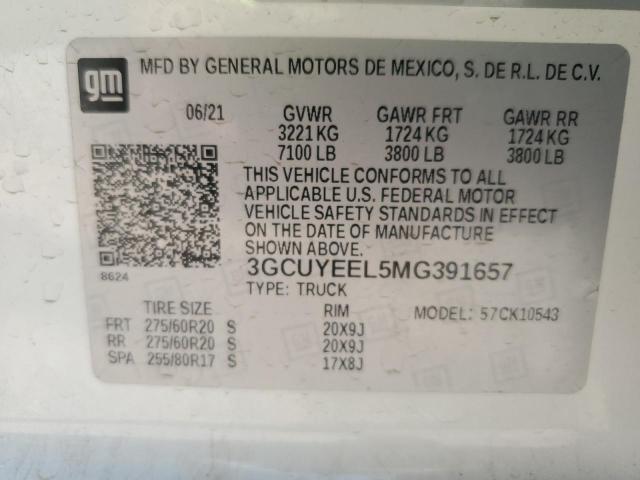 gm
MFD BY GENERAL MOTORS DE MEXICO, S. DE R.L. DE C.V.
06/21 GVWR GAWR FRT GAWR RR
3221 KG 1724 KG 1724 KG
7100 LB 3800 LB 3800 LB
THIS VEHICLE CONFORMS TO ALL
APPLICABLE U.S. FEDERAL MOTOR
VEHICLE SAFETY STANDARDS IN EFFECT
ON THE DATE OF MANUFACTURE
SHOWN ABOVE.
8624
3GCUYEEL5MG391657
TYPE: TRUCK
TIRE SIZE RIM MODEL: 57CK10543
FRT 275/60R20 S 20X9J
RR 275/60R20 S 20X9J
SPA 255/80R17 S 17X8J